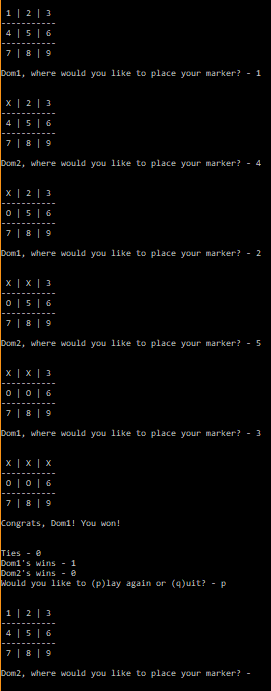 1 | 2 | 3
-----------
4 | 5 | 6
-----------
7 | 8 | 9
Dom1, where would you like to place your marker? - 1
X | 2 | 3
-----------
4 | 5 | 6
-----------
7 | 8 | 9
Dom2, where would you like to place your marker? - 4
X | 2 | 3
-----------
O | 5 | 6
-----------
7 | 8 | 9
Dom1, where would you like to place your marker? - 2
X | X | 3
-----------
O | 5 | 6
-----------
7 | 8 | 9
Dom2, where would you like to place your marker? - 5
X | X | 3
-----------
O | O | 6
-----------
7 | 8 | 9
Dom1, where would you like to place your marker? - 3
X | X | X
-----------
O | O | 6
-----------
7 | 8 | 9
Congrats, Dom1! You won!
Ties - 0
Dom1's wins - 1
Dom2's wins - 0
Would you like to (p)lay again or (q)uit? - p
1 | 2 | 3
-----------
4 | 5 | 6
-----------
7 | 8 | 9
Dom2, where would you like to place your marker? -